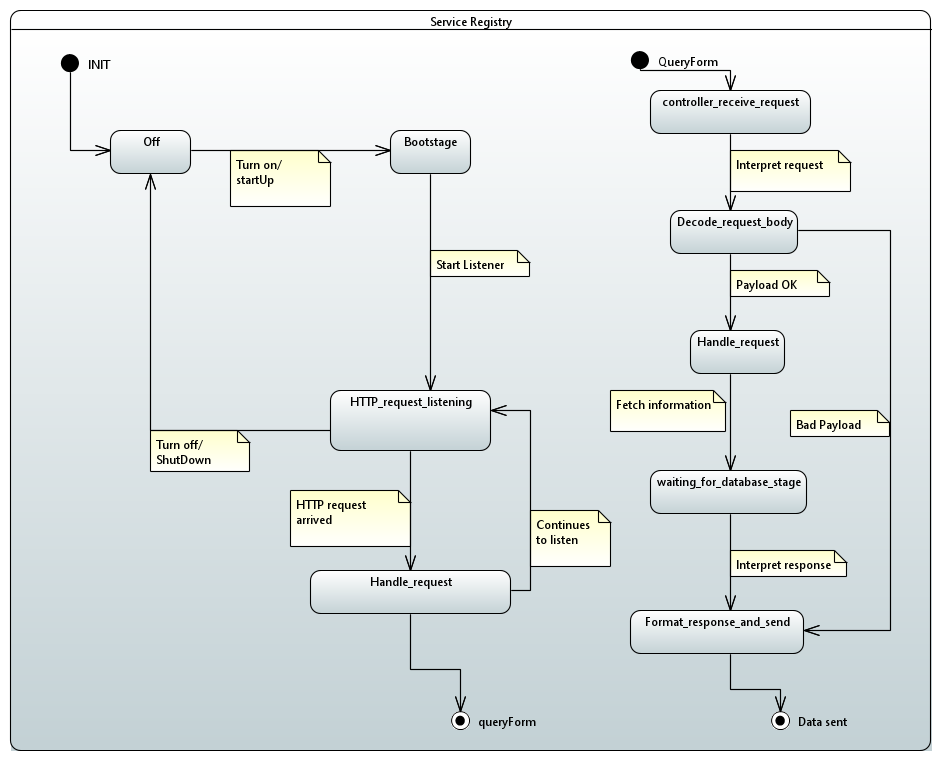 Service Registry
INIT
Off
Turn on/
startUp
Bootstage
Start Listener
HTTP_request_listening
Turn off/
ShutDown
HTTP request
arrived
Continues
to listen
Handle_request
queryForm
QueryForm
controller_receive_request
Interpret request
Decode_request_body
Payload OK
Handle_request
Fetch information
Bad Payload
waiting_for_database_stage
Interpret response
Format_response_and_send
Data sent